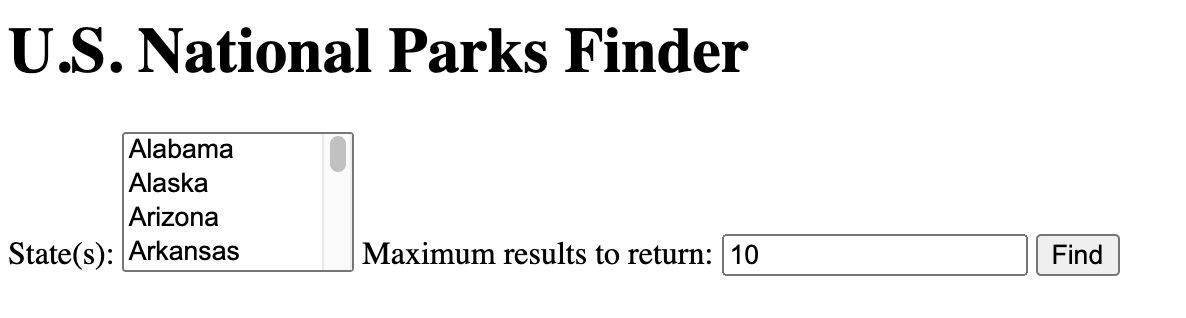 U.S. National Parks Finder
Alabama
Alaska
Arizona
Arkansas
State(s):
Maximum results to return: 10 Find